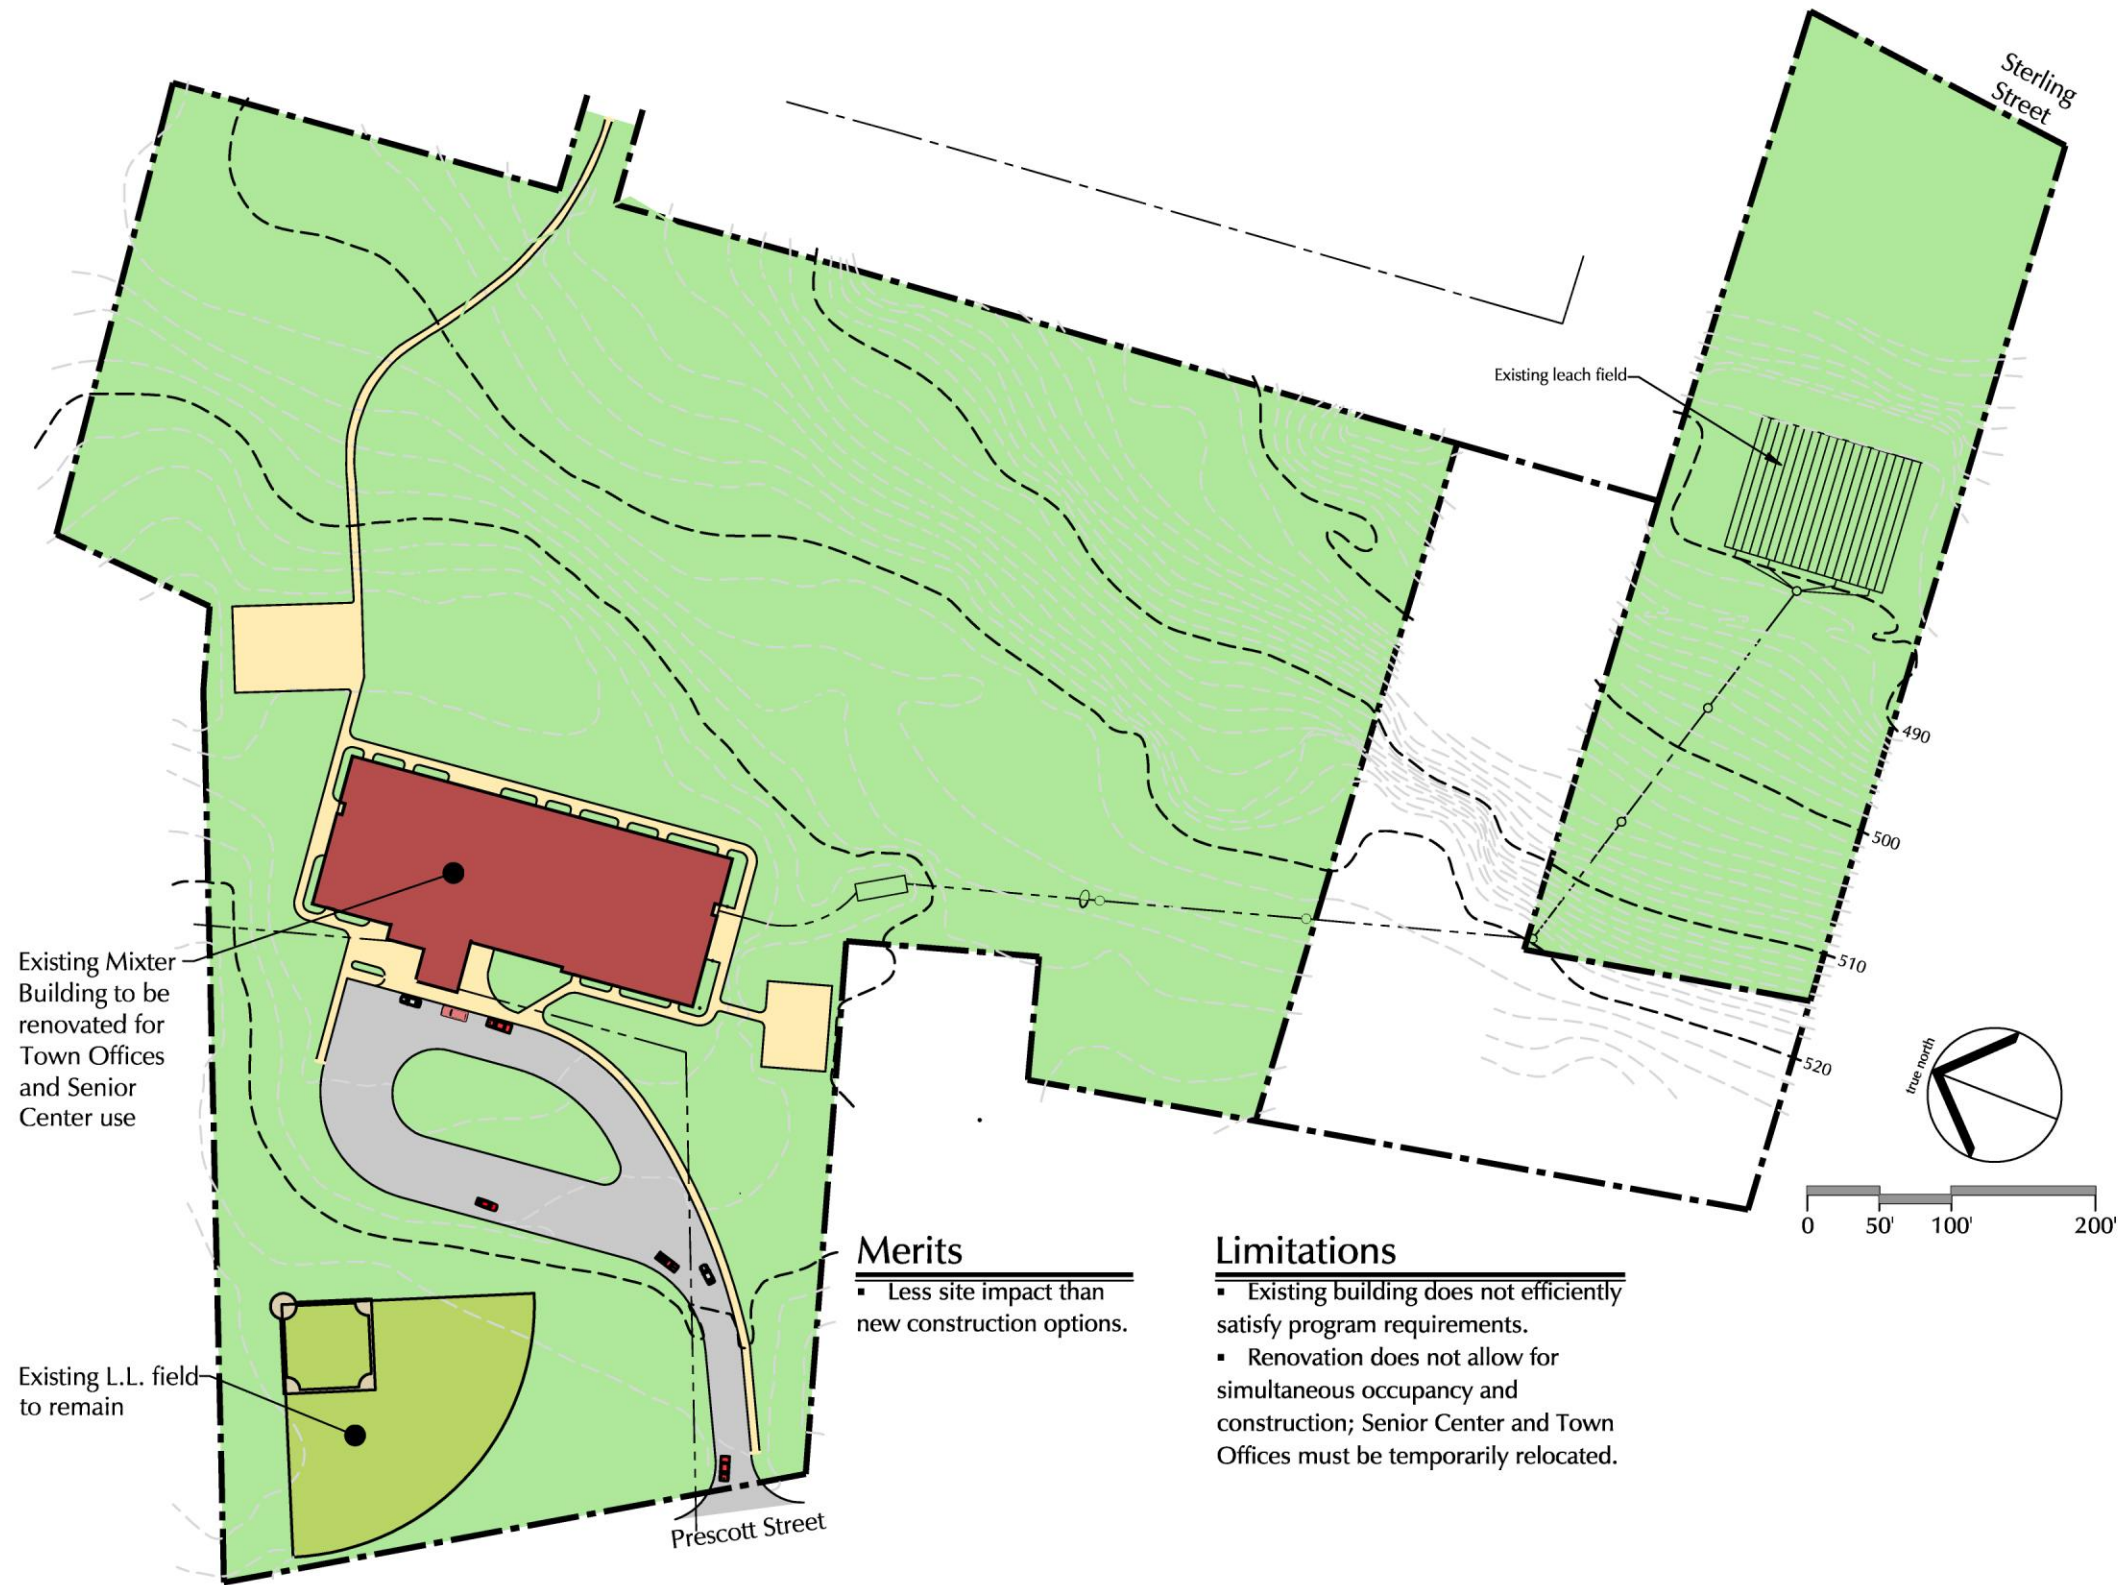 Sterling
Street
Existing leach field
490
500
510
520
true north
0 50' 100' 200'
Existing Mixter
Building to be
renovated for
Town Offices
and Senior
Center use
Existing L.L. field
to remain
Prescott Street
Merits
▪ Less site impact than
new construction options.
Limitations
▪ Existing building does not efficiently
satisfy program requirements.
▪ Renovation does not allow for
simultaneous occupancy and
construction; Senior Center and Town
Offices must be temporarily relocated.